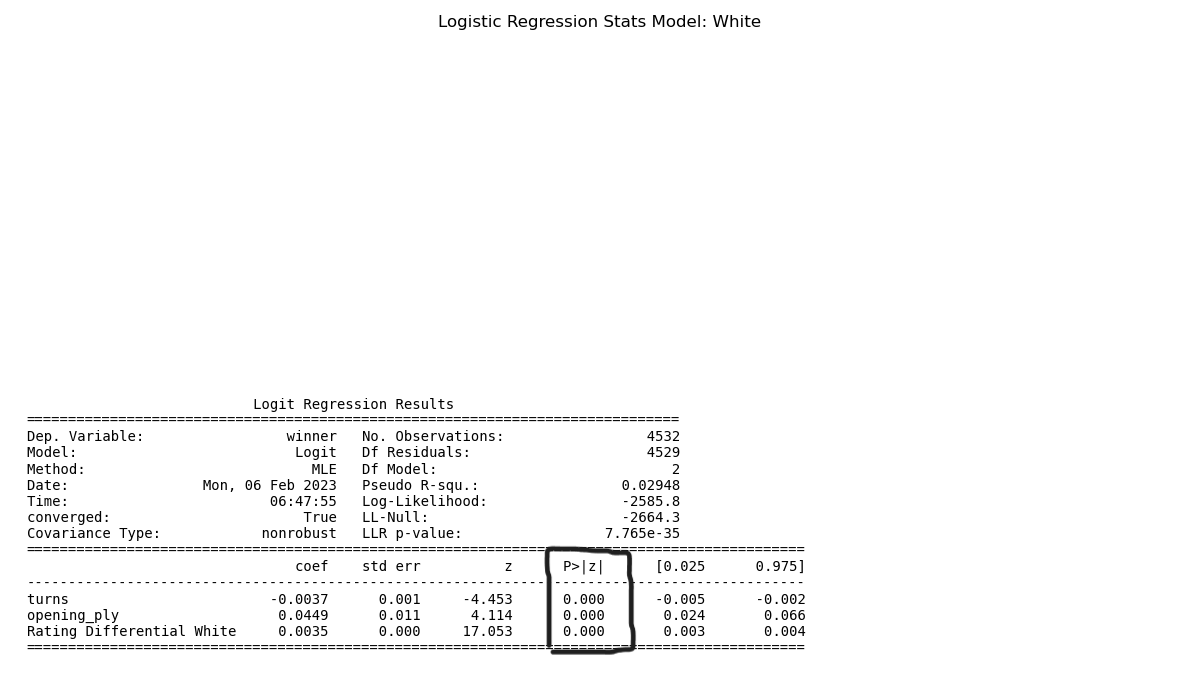 Logistic Regression Stats Model: White
Logit Regression Results
==============================================================================
Dep. Variable:                 winner   No. Observations:                 4532
Model:                          Logit   Df Residuals:                     4529
Method:                           MLE   Df Model:                            2
Date:                Mon, 06 Feb 2023   Pseudo R-squ.:                 0.02948
Time:                        06:47:55   Log-Likelihood:                -2585.8
converged:                       True   LL-Null:                       -2664.3
Covariance Type:            nonrobust   LLR p-value:                 7.765e-35
=============================================================================================
                                coef    std err          z      P>|z|      [0.025      0.975]
---------------------------------------------------------------------------------------------
turns                        -0.0037      0.001     -4.453      0.000      -0.005      -0.002
opening_ply                   0.0449      0.011      4.114      0.000       0.024       0.066
Rating Differential White     0.0035      0.000     17.053      0.000       0.003       0.004
=============================================================================================